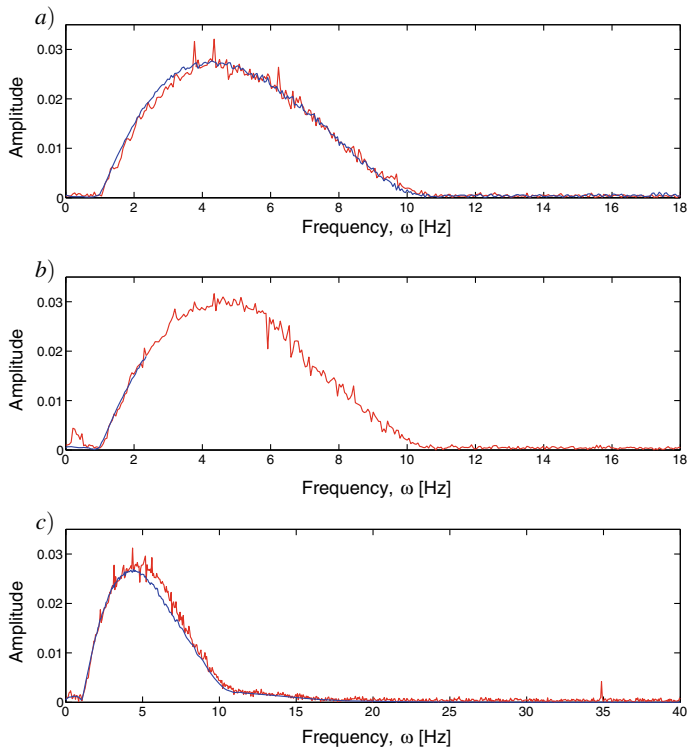 a)
0.03
0.02
0.01
0
Amplitude
0 2 4 6 8 10 12 14 16 18
Frequency, ω [Hz]
b)
0.03
0.02
0.01
0
Amplitude
0 2 4 6 8 10 12 14 16 18
Frequency, ω [Hz]
c)
0.03
0.02
0.01
0
Amplitude
0 5 10 15 20 25 30 35 40
Frequency, ω [Hz]